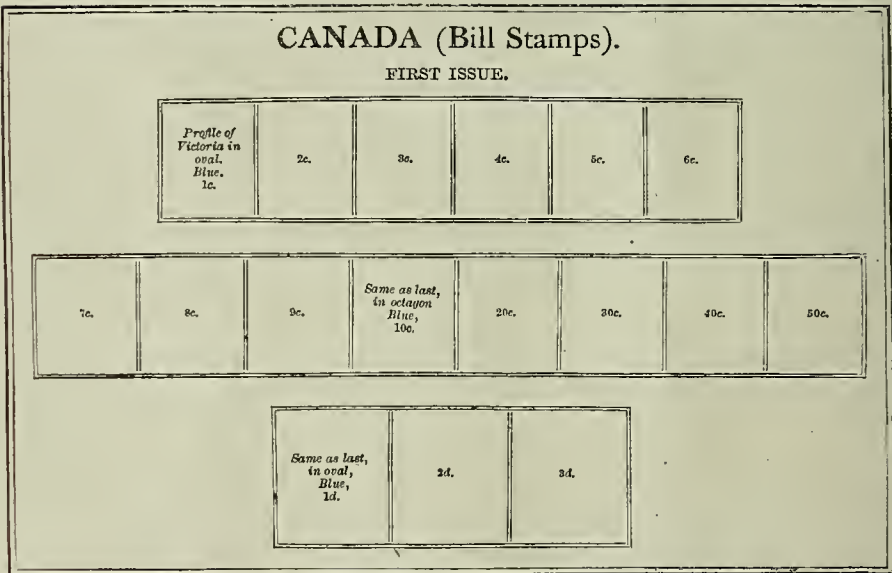 CANADA (Bill Stamps).
FIRST ISSUE.
Profile of
Victoria in
oval.
Blue.
1c.
2c.
3c.
4c.
5c.
6c.
7c.
8c.
9c.
Same as last,
in octagon
Blue,
10c.
20c.
30c.
40c.
50c.
Same as last,
in oval,
Blue,
1d.
2d.
3d.